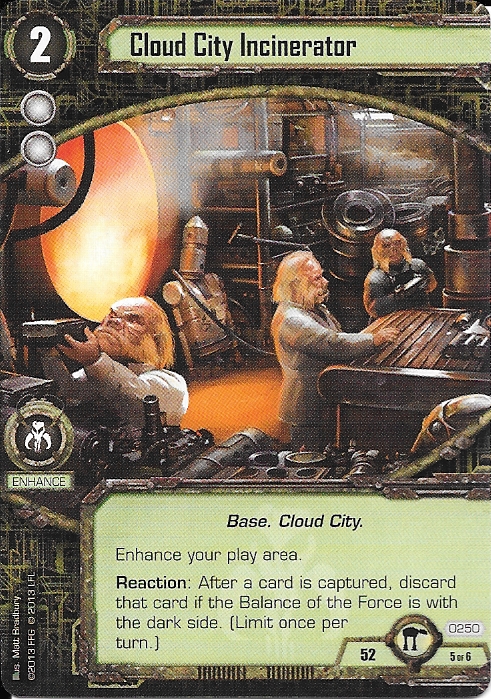 2
Cloud City Incinerator
ENHANCE
Base. Cloud City.
Enhance your play area.
Reaction: After a card is captured, discard
that card if the Balance of the Force is with
the dark side. (Limit once per
turn.)
0250
52
5 OF 6
Illus. Matt Bradbury
©2013 FFG ©2013 LFL